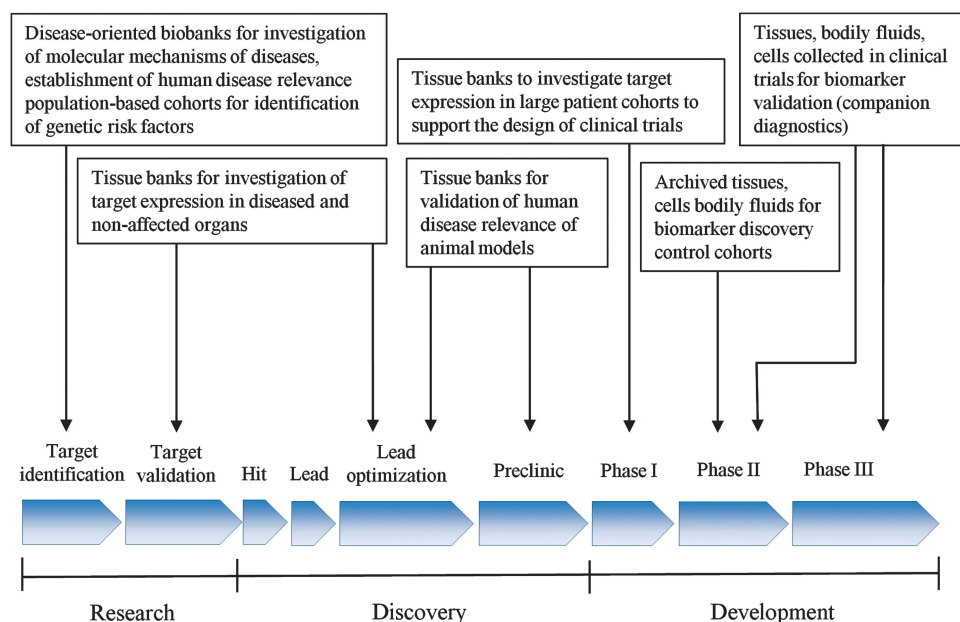 Disease-oriented biobanks for investigation
of molecular mechanisms of diseases,
establishment of human disease relevance
population-based cohorts for identification
of genetic risk factors
Tissue banks to investigate target
expression in large patient cohorts to
support the design of clinical trials
Tissues, bodily fluids,
cells collected in clinical
trials for biomarker
validation (companion
diagnostics)
Tissue banks for investigation of
target expression in diseased and
non-affected organs
Tissue banks for
validation of human
disease relevance of
animal models
Archived tissues,
cells bodily fluids for
biomarker discovery
control cohorts
Target
identification
Target
validation
Hit
Lead
Lead
optimization
Preclinic
Phase I
Phase II
Phase III
Research
Discovery
Development